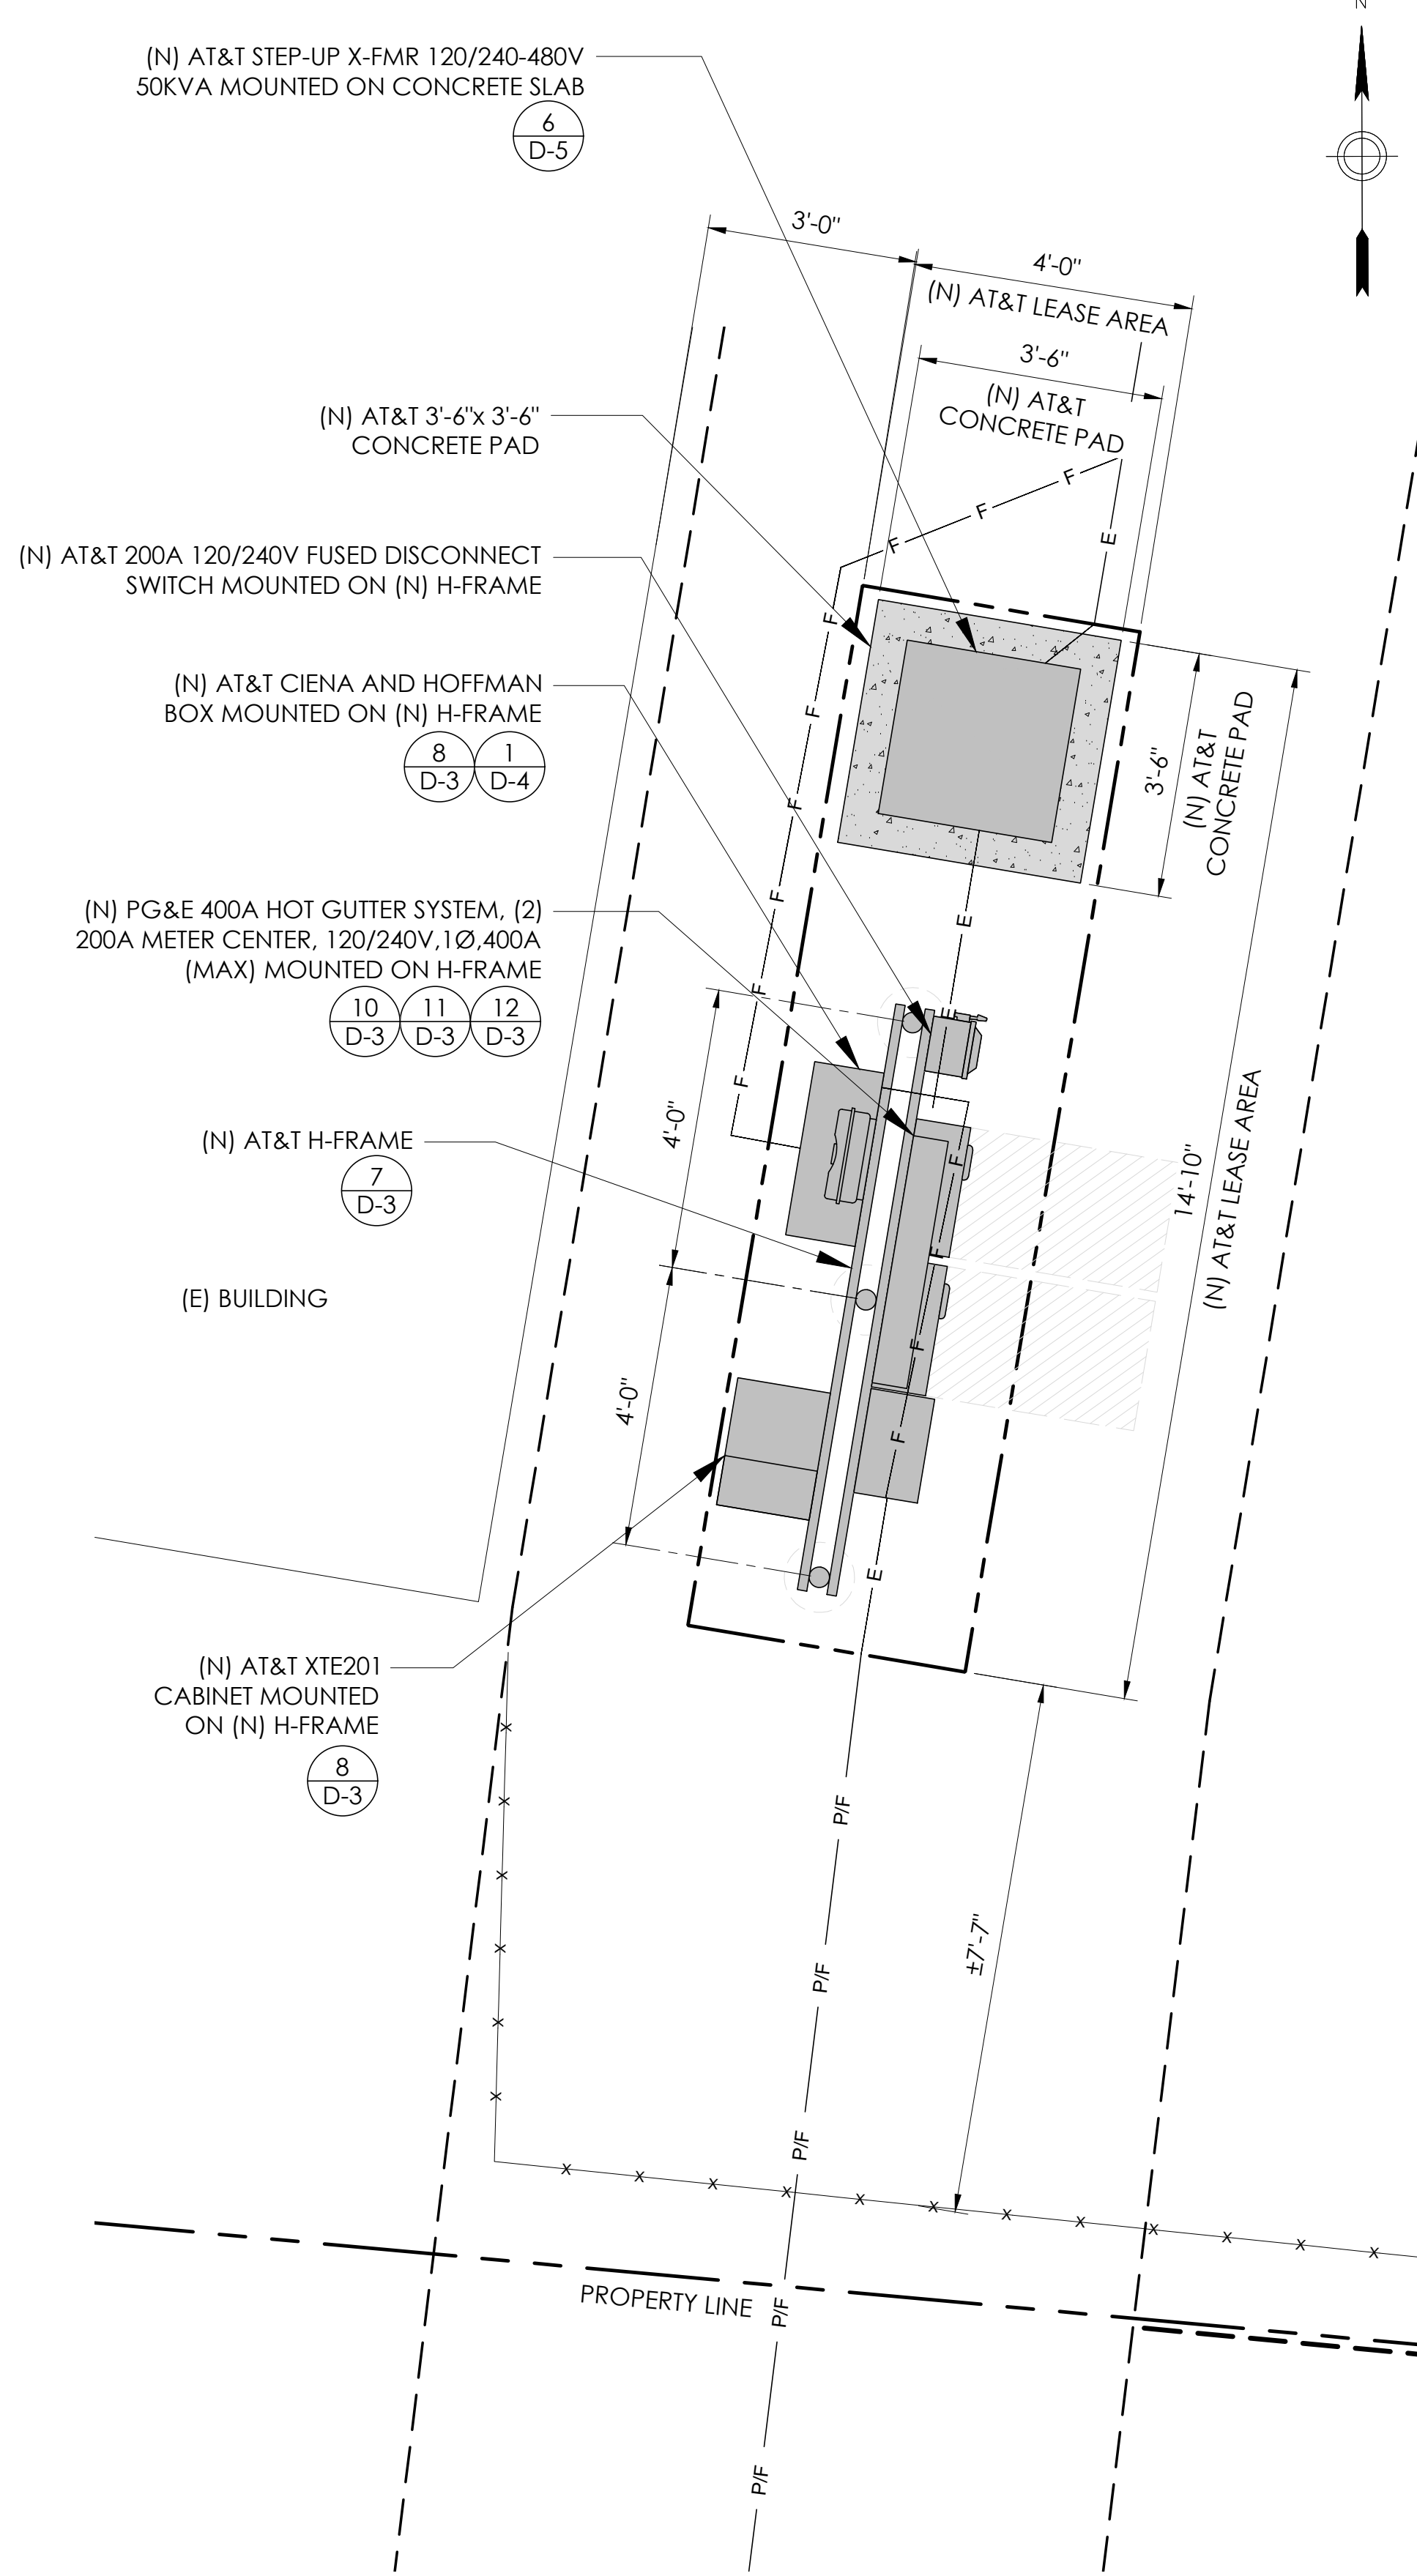 N
(N) AT&T STEP-UP X-FMR 120/240-480V
50KVA MOUNTED ON CONCRETE SLAB
6
D-5
3'-0"
4'-0"
(N) AT&T LEASE AREA
3'-6"
(N) AT&T
CONCRETE PAD
(N) AT&T 3'-6"x 3'-6"
CONCRETE PAD
F
F
F
E
(N) AT&T 200A 120/240V FUSED DISCONNECT
SWITCH MOUNTED ON (N) H-FRAME
F
(N) AT&T CIENA AND HOFFMAN
BOX MOUNTED ON (N) H-FRAME
8
D-3
1
D-4
F
F
3'-6"
(N) AT&T
CONCRETE PAD
(N) PG&E 400A HOT GUTTER SYSTEM, (2)
200A METER CENTER, 120/240V,1Ø,400A
(MAX) MOUNTED ON H-FRAME
10
D-3
11
D-3
12
D-3
F
E
F
E
F
4'-0"
(N) AT&T H-FRAME
7
D-3
F
14'-10"
(N) AT&T LEASE AREA
F
(E) BUILDING
F
4'-0"
F
E
(N) AT&T XTE201
CABINET MOUNTED
ON (N) H-FRAME
8
D-3
X
X
P/F
X
X
±7'-7"
P/F
X
X
P/F
X
X
X
X
X
X
X
X
X
X
X
X
PROPERTY LINE
P/F
P/F